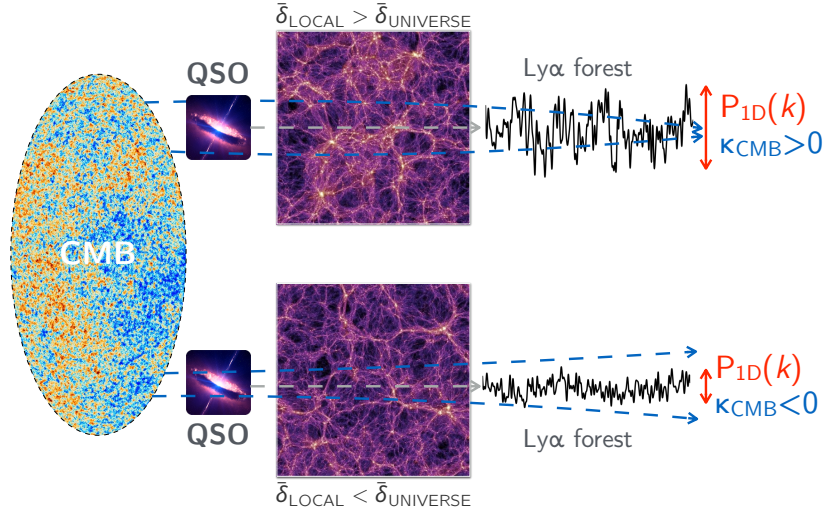 δ̄LOCAL > δ̄UNIVERSE
QSO
Lyα forest
P1D(k)
κCMB>0
CMB
P1D(k)
κCMB<0
QSO
Lyα forest
δ̄LOCAL < δ̄UNIVERSE